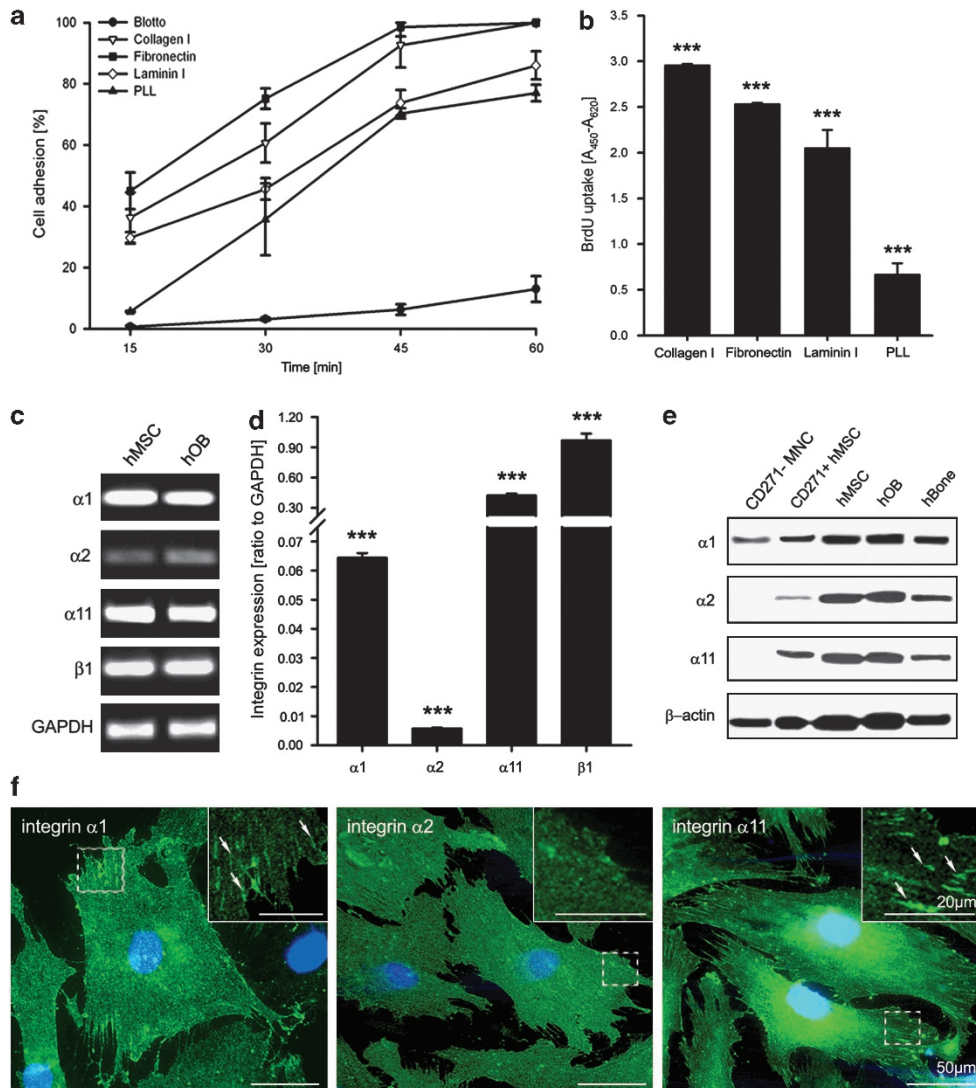 a
Cell adhesion [%]
100
80
60
40
20
0
15 30 45 60
Time [min]
Blotto
Collagen I
Fibronectin
Laminin I
PLL
b
BrdU uptake [A450-A620]
3.5
3.0
2.5
2.0
1.5
1.0
0.5
0.0
*** *** *** ***
Collagen I Fibronectin Laminin I PLL
c
hMSC hOB
α1
α2
α11
β1
GAPDH
d
Integrin expression [ratio to GAPDH]
1.20
0.90
0.60
0.30
0.07
0.06
0.05
0.04
0.03
0.02
0.01
0.00
*** *** *** ***
α1 α2 α11 β1
e
CD271- MNC CD271+ hMSC hMSC hOB hBone
α1
α2
α11
β–actin
f
integrin α1
integrin α2
integrin α11
20µm
50µm